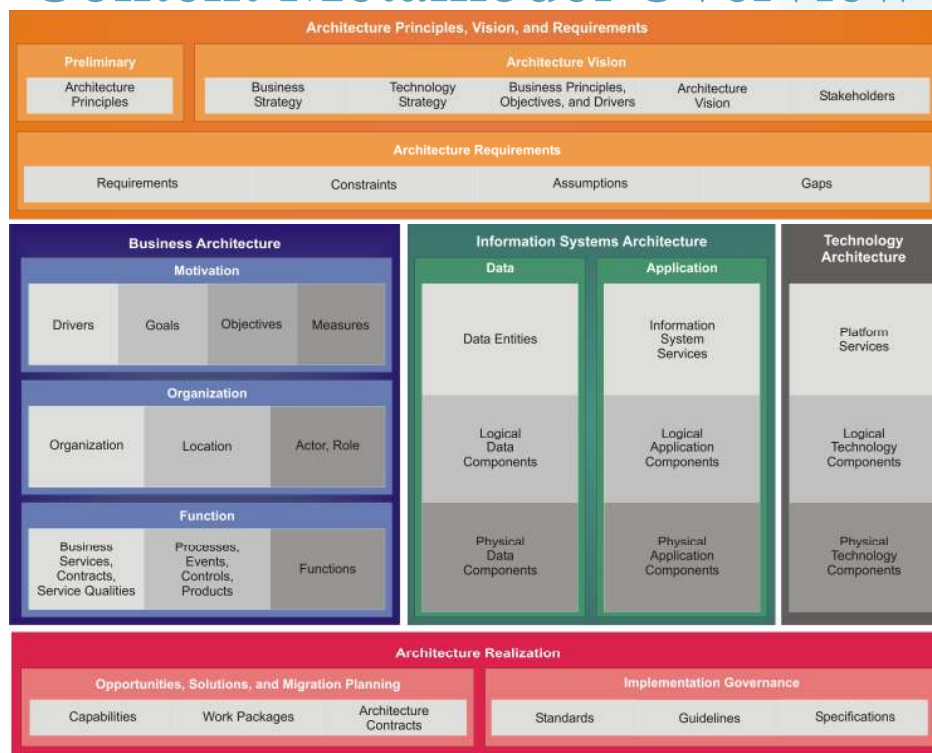 Content Metamodel Overview
Architecture Principles, Vision, and Requirements
Preliminary
Architecture
Principles
Architecture Vision
Business
Strategy
Technology
Strategy
Business Principles,
Objectives, and Drivers
Architecture
Vision
Stakeholders
Architecture Requirements
Requirements
Constraints
Assumptions
Gaps
Business Architecture
Motivation
Drivers
Goals
Objectives
Measures
Organization
Organization
Location
Actor, Role
Function
Business
Services,
Contracts,
Service Qualities
Processes,
Events,
Controls,
Products
Functions
Information Systems Architecture
Data
Data Entities
Logical
Data
Components
Physical
Data
Components
Application
Information
System
Services
Logical
Application
Components
Physical
Application
Components
Technology
Architecture
Platform
Services
Logical
Technology
Components
Physical
Technology
Components
Architecture Realization
Opportunities, Solutions, and Migration Planning
Capabilities
Work Packages
Architecture
Contracts
Implementation Governance
Standards
Guidelines
Specifications